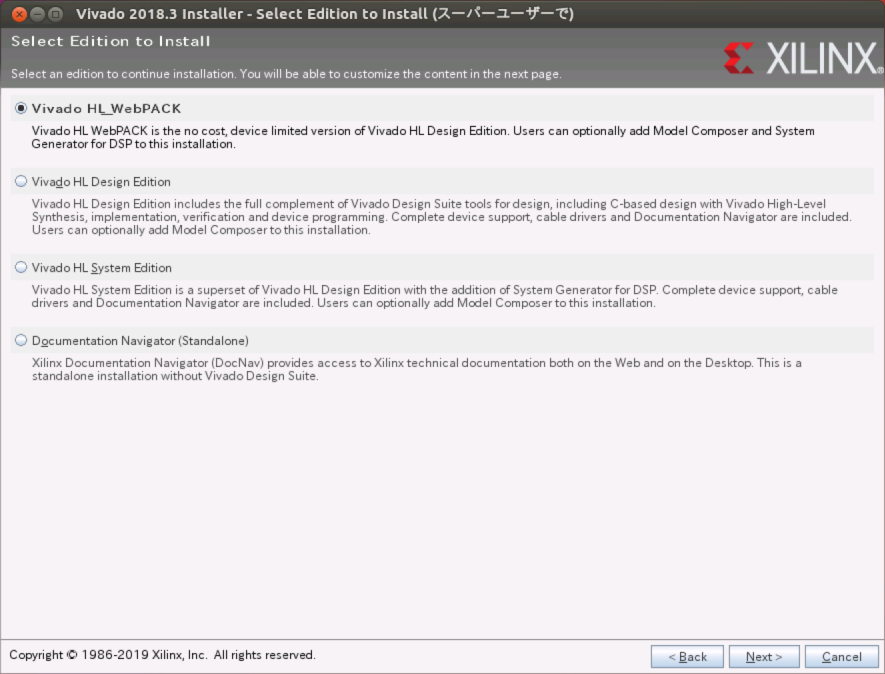 Vivado 2018.3 Installer - Select Edition to Install (スーパーユーザーで)
Select Edition to Install
Select an edition to continue installation. You will be able to customize the content in the next page.
XILINX®
Vivado HL WebPACK
Vivado HL WebPACK is the no cost, device limited version of Vivado HL Design Edition. Users can optionally add Model Composer and System
Generator for DSP to this installation.
Vivado HL Design Edition
Vivado HL Design Edition includes the full complement of Vivado Design Suite tools for design, including C-based design with Vivado High-Level
Synthesis, implementation, verification and device programming. Complete device support, cable drivers and Documentation Navigator are included.
Users can optionally add Model Composer to this installation.
Vivado HL System Edition
Vivado HL System Edition is a superset of Vivado HL Design Edition with the addition of System Generator for DSP. Complete device support, cable
drivers and Documentation Navigator are included. Users can optionally add Model Composer to this installation.
Documentation Navigator (Standalone)
Xilinx Documentation Navigator (DocNav) provides access to Xilinx technical documentation both on the Web and on the Desktop. This is a
standalone installation without Vivado Design Suite.
Copyright © 1986-2019 Xilinx, Inc. All rights reserved.
< Back
Next >
Cancel